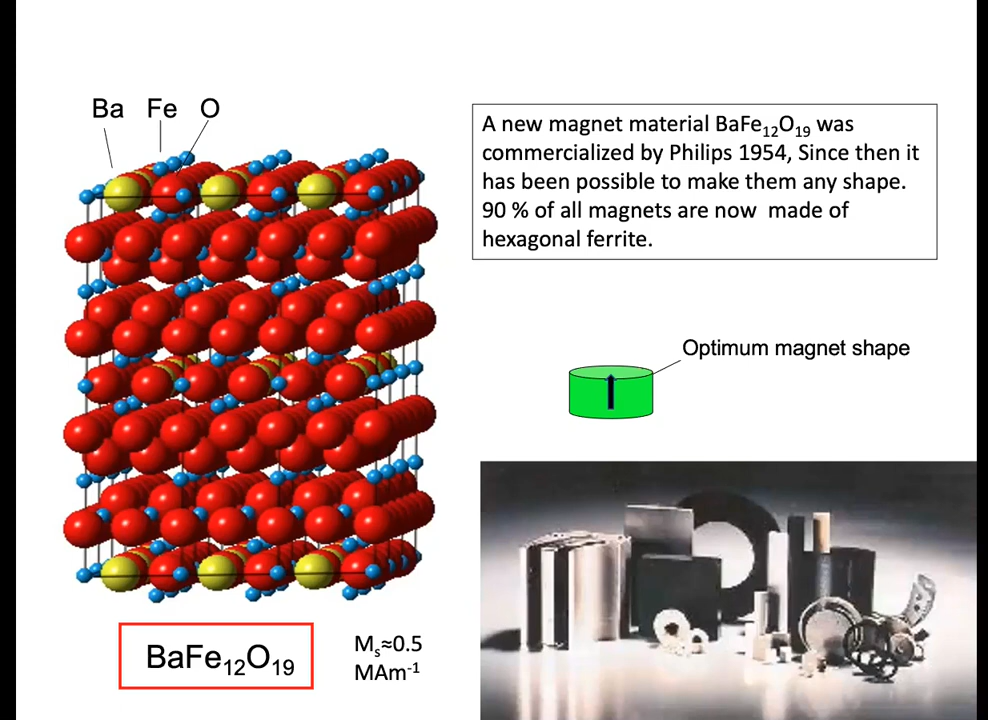 Ba Fe O
A new magnet material BaFe₁₂O₁₉ was
commercialized by Philips 1954, Since then it
has been possible to make them any shape.
90 % of all magnets are now made of
hexagonal ferrite.
Optimum magnet shape
BaFe₁₂O₁₉
Mₛ≈0.5
MAm⁻¹